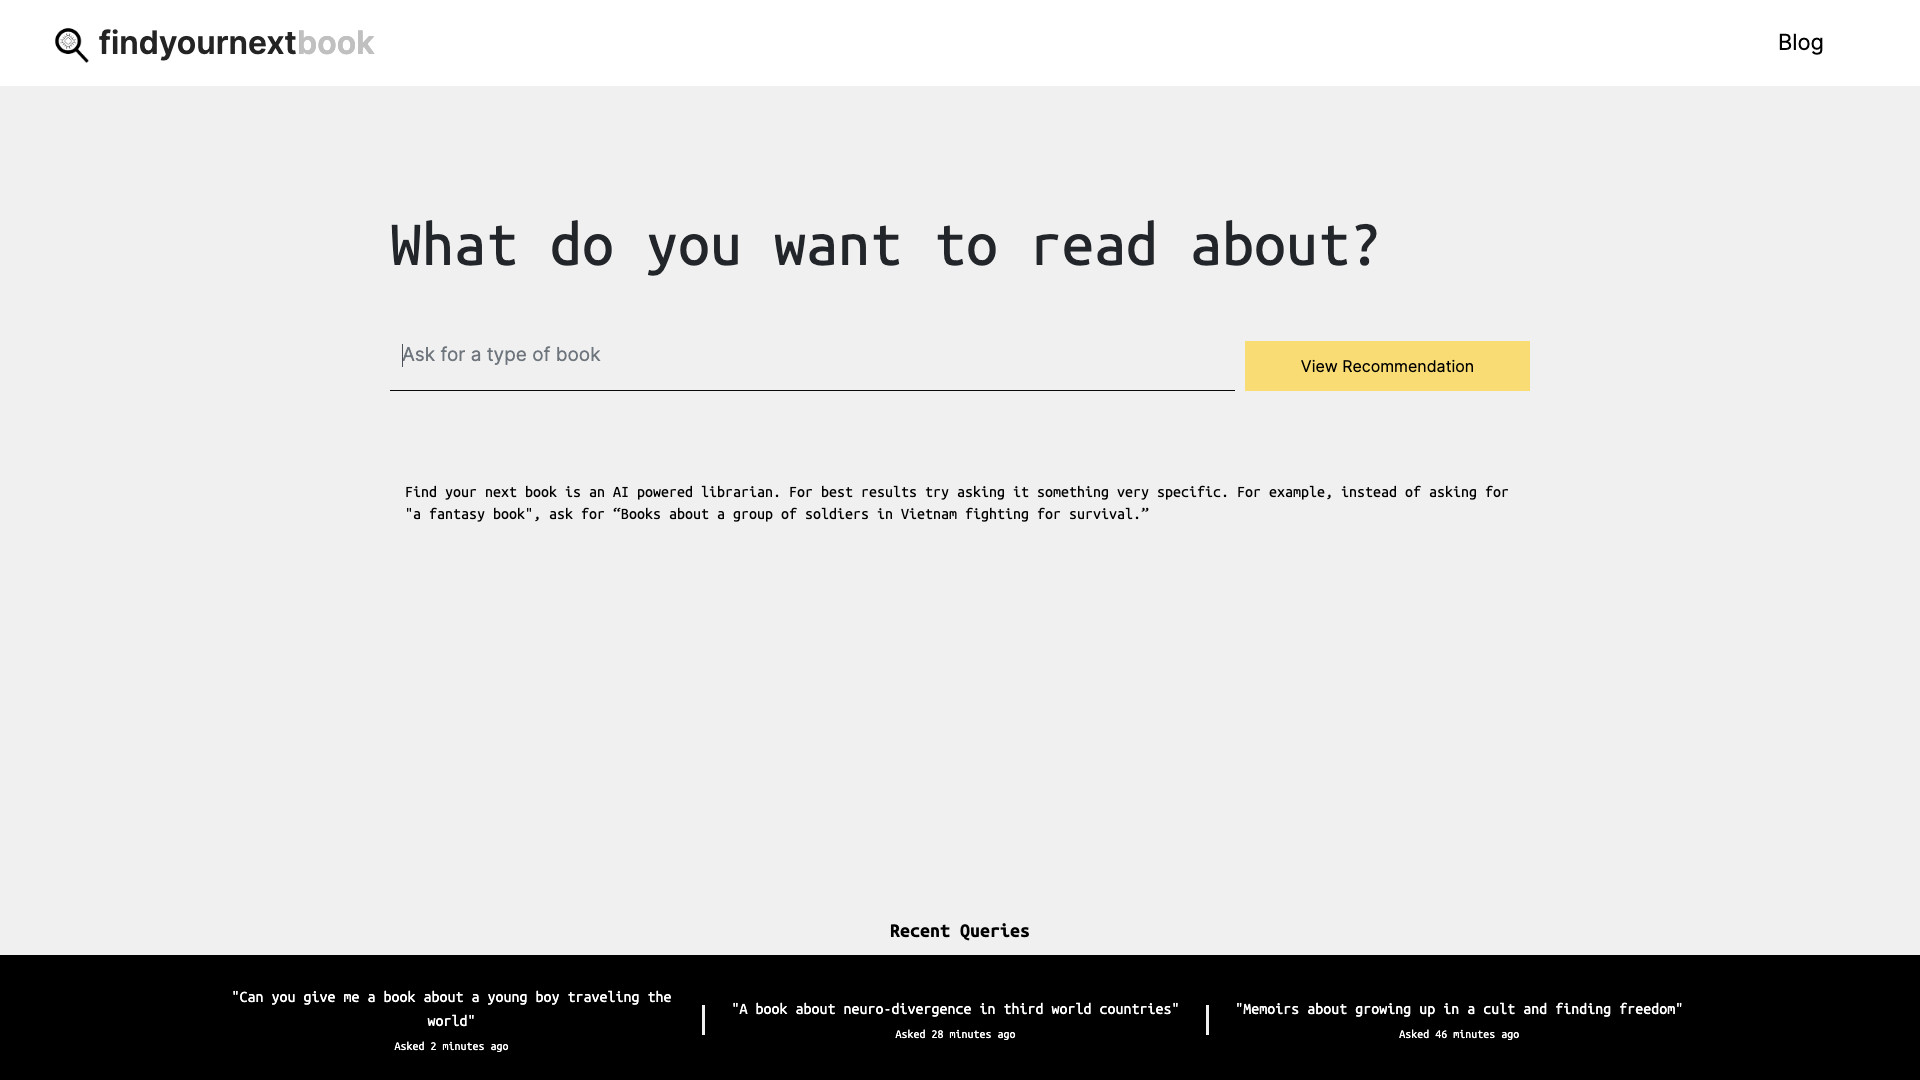 findyournextbook
Blog
What do you want to read about?
Ask for a type of book
View Recommendation
Find your next book is an AI powered librarian. For best results try asking it something very specific. For example, instead of asking for
"a fantasy book", ask for “Books about a group of soldiers in Vietnam fighting for survival.”
Recent Queries
"Can you give me a book about a young boy traveling the
world"
Asked 2 minutes ago
"A book about neuro-divergence in third world countries"
Asked 28 minutes ago
"Memoirs about growing up in a cult and finding freedom"
Asked 46 minutes ago